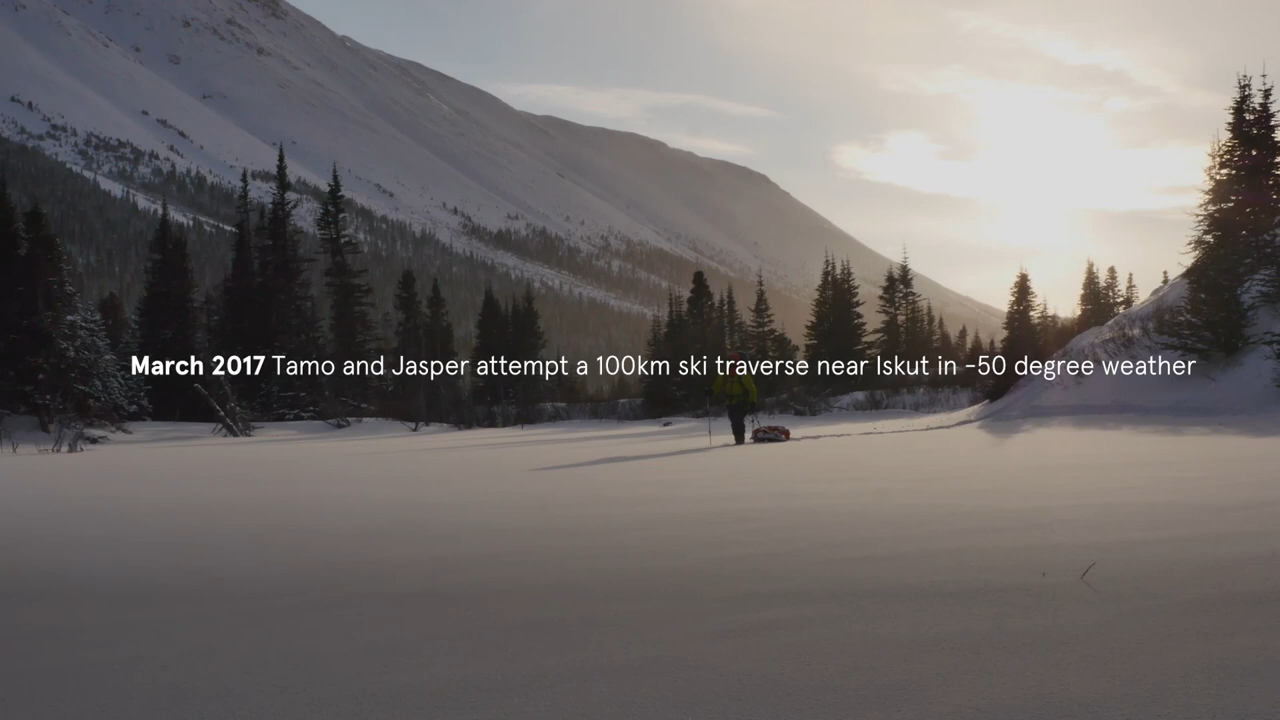 March 2017 Tamo and Jasper attempt a 100km ski traverse near Iskut in -50 degree weather